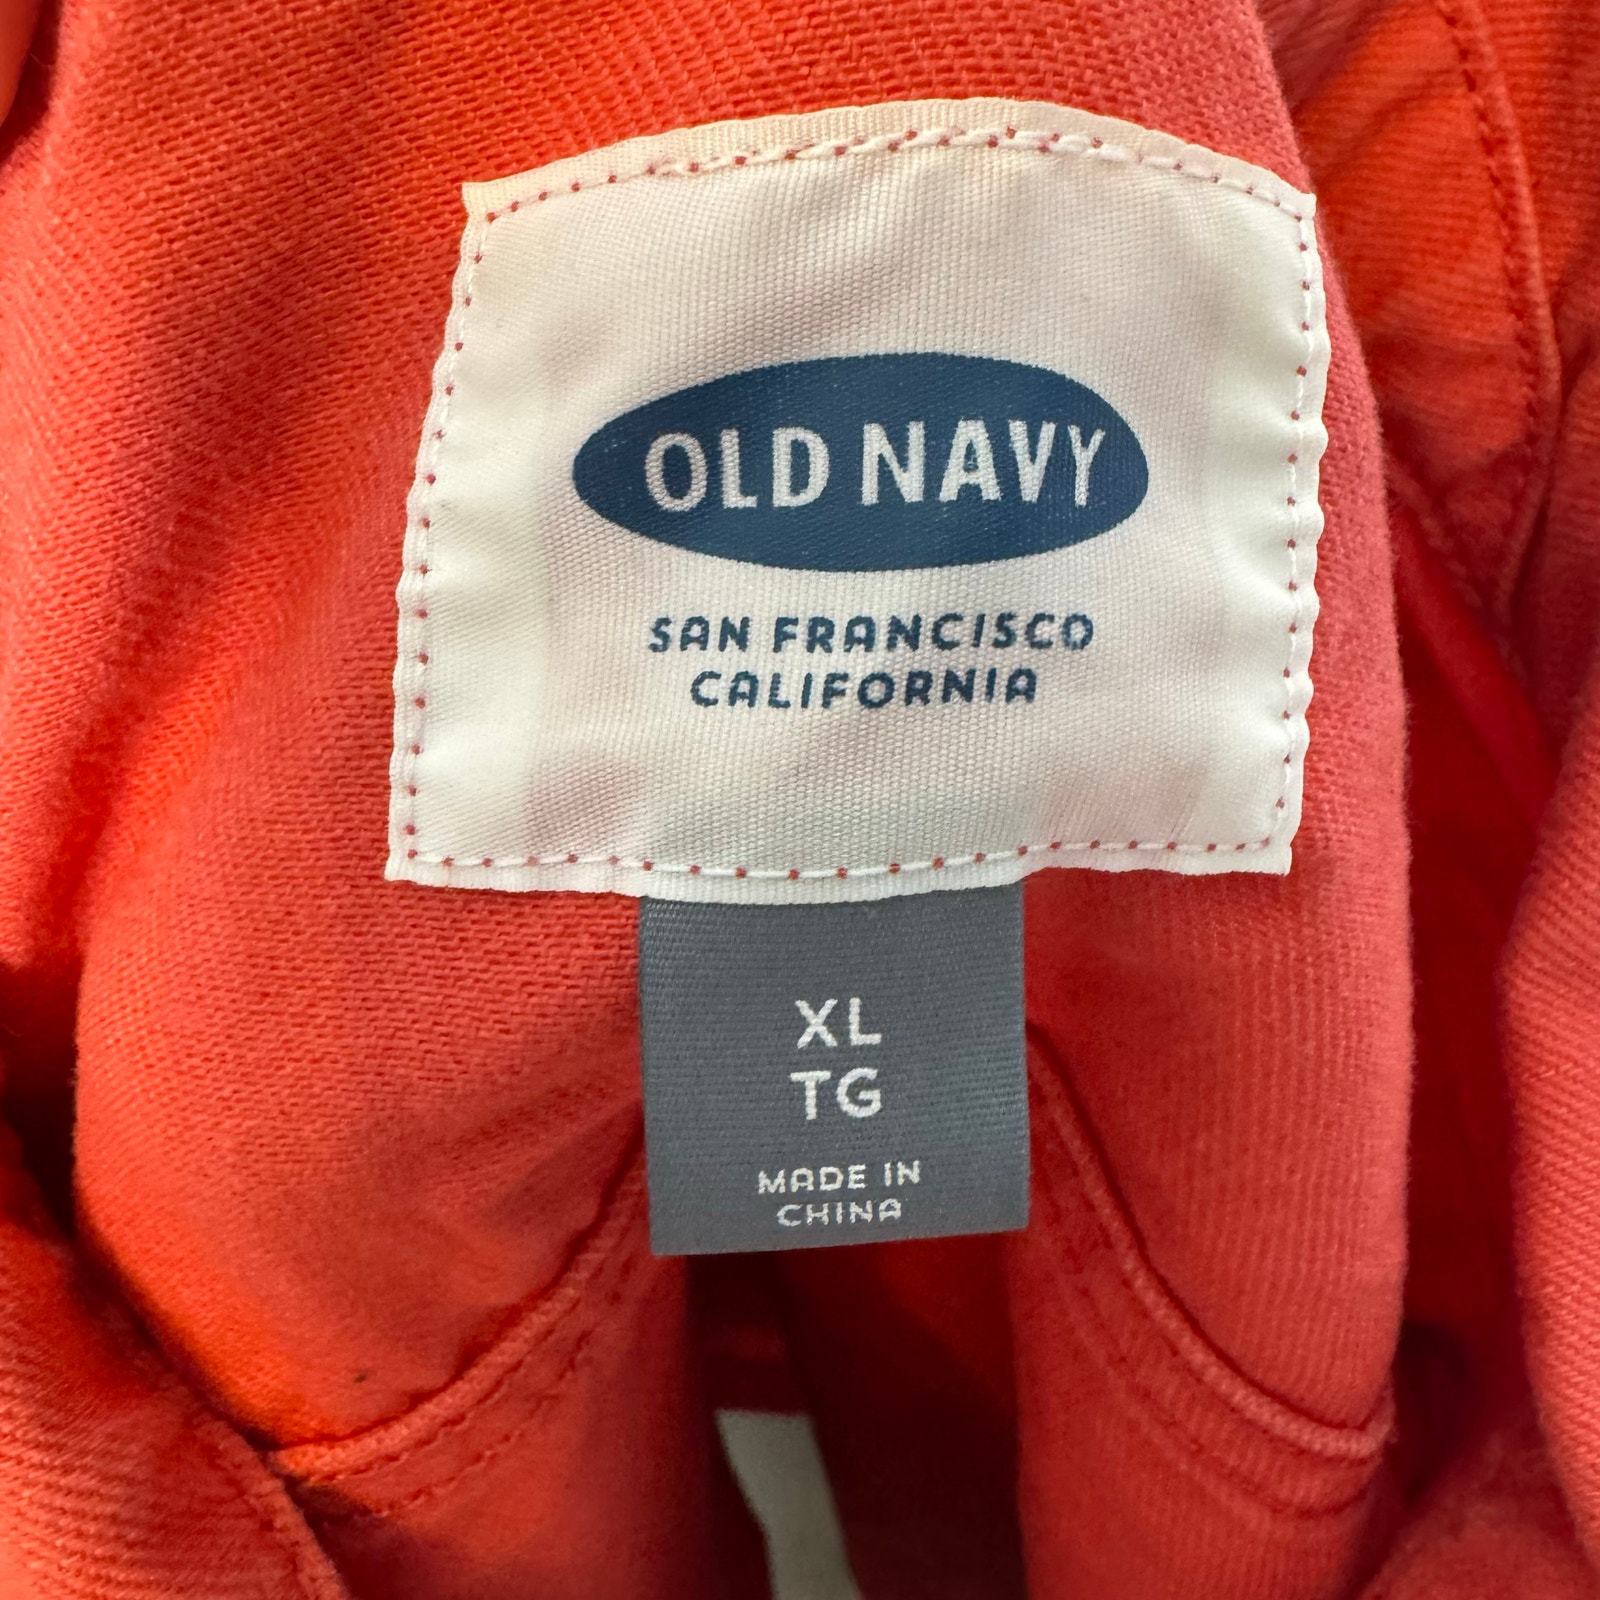 OLD NAVY
SAN FRANCISCO
CALIFORNIA
XL
TG
MADE IN
CHINA